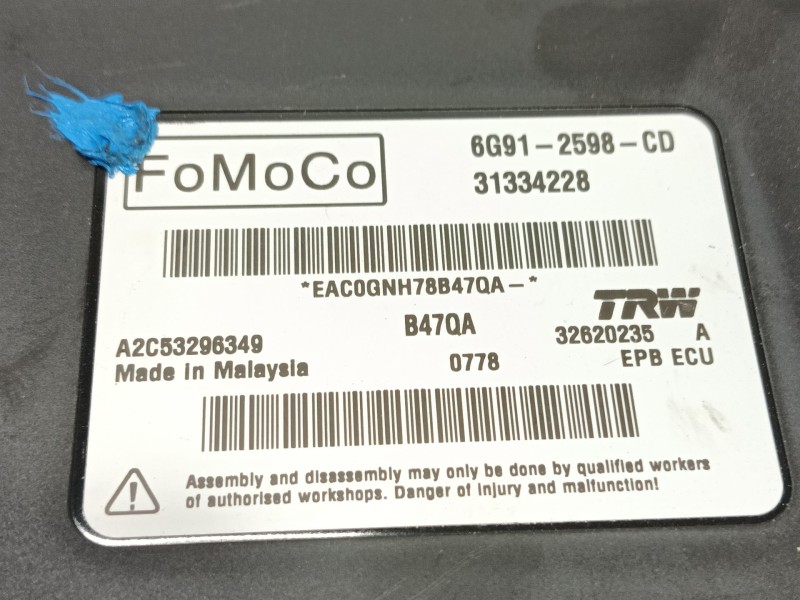 FoMoCo
6G91-2598-CD
31334228
*EAC0GNH78B47QA-*
TRW
B47QA
32620235 A
A2C53296349
Made in Malaysia
0778
EPB ECU
Assembly and disassembly may only be done by qualified workers
of authorised workshops. Danger of injury and malfunction!